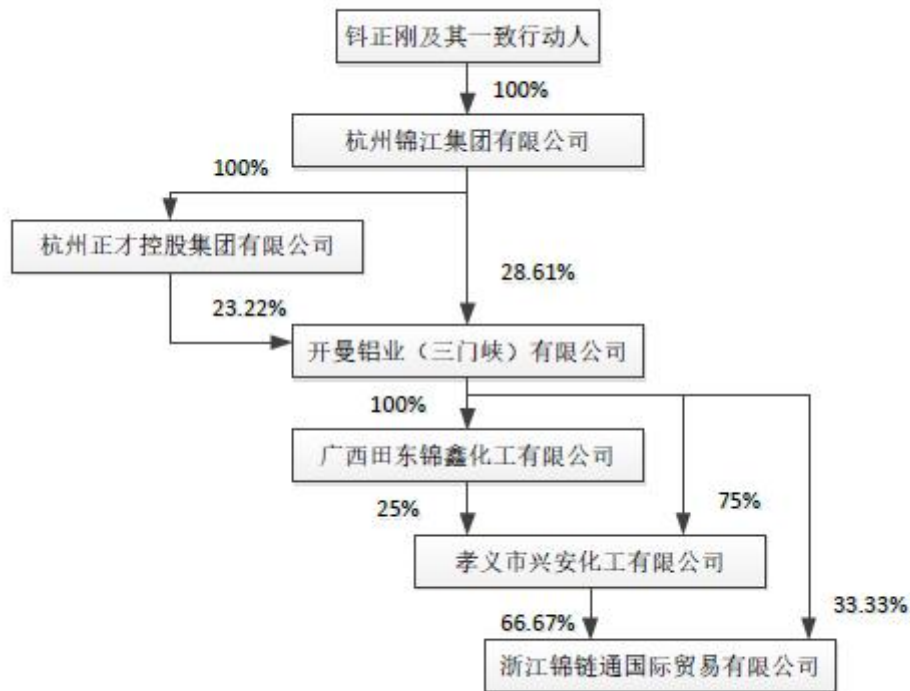 钭正刚及其一致行动人
100%
杭州锦江集团有限公司
100%
杭州正才控股集团有限公司
28.61%
23.22%
开曼铝业（三门峡）有限公司
100%
广西田东锦鑫化工有限公司
25%
75%
孝义市兴安化工有限公司
66.67%
33.33%
浙江锦链通国际贸易有限公司